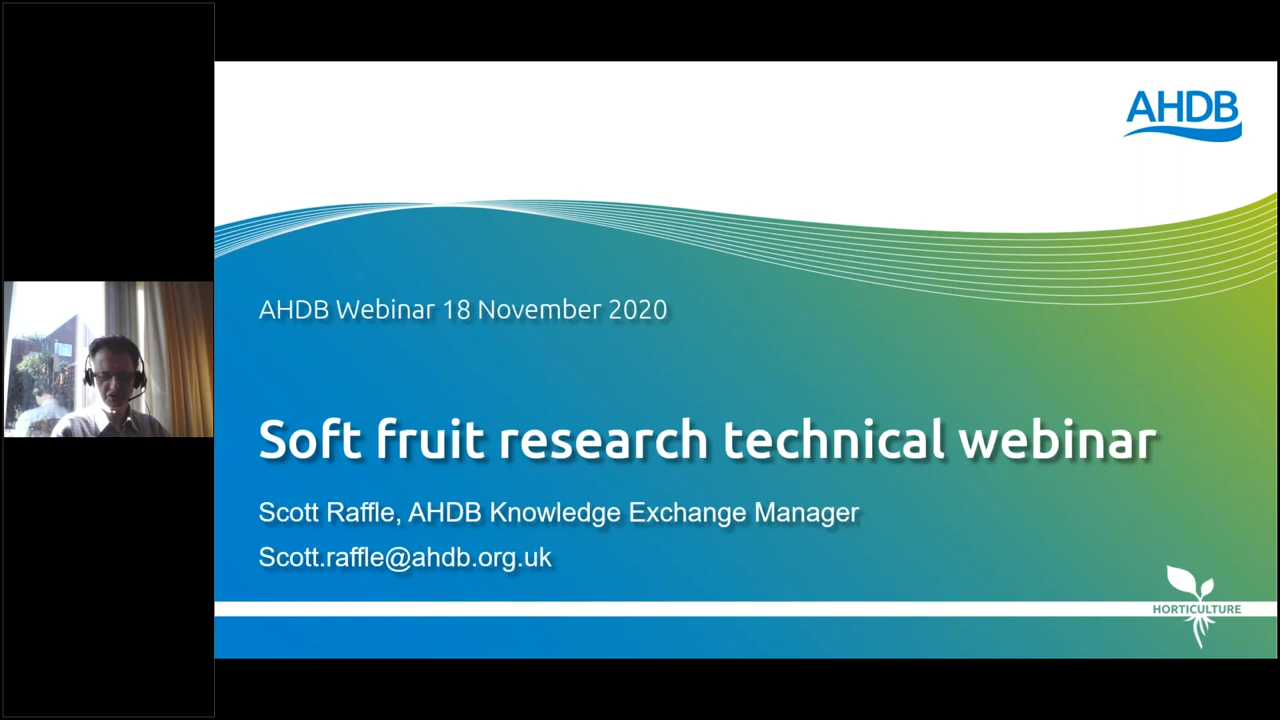 AHDB
AHDB Webinar 18 November 2020
Soft fruit research technical webinar
Scott Raffle, AHDB Knowledge Exchange Manager
Scott.raffle@ahdb.org.uk
HORTICULTURE